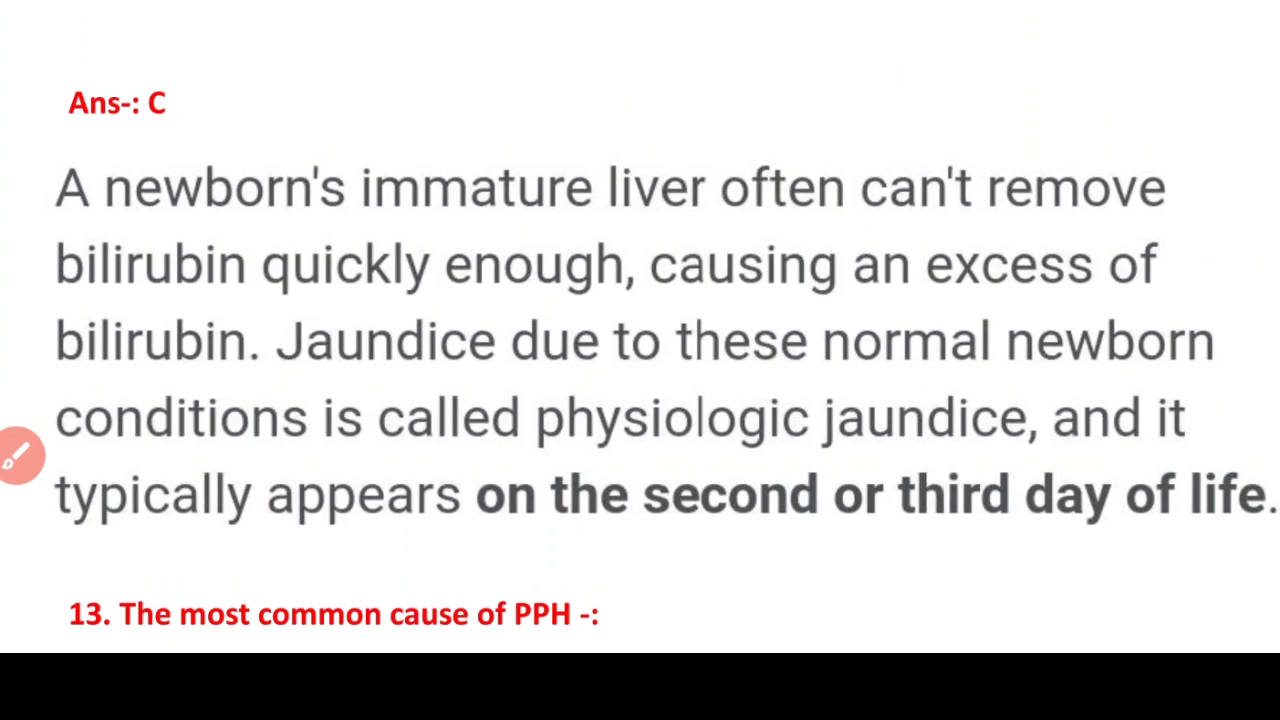 Ans-: C
A newborn's immature liver often can't remove
bilirubin quickly enough, causing an excess of
bilirubin. Jaundice due to these normal newborn
conditions is called physiologic jaundice, and it
typically appears on the second or third day of life.
13. The most common cause of PPH -: